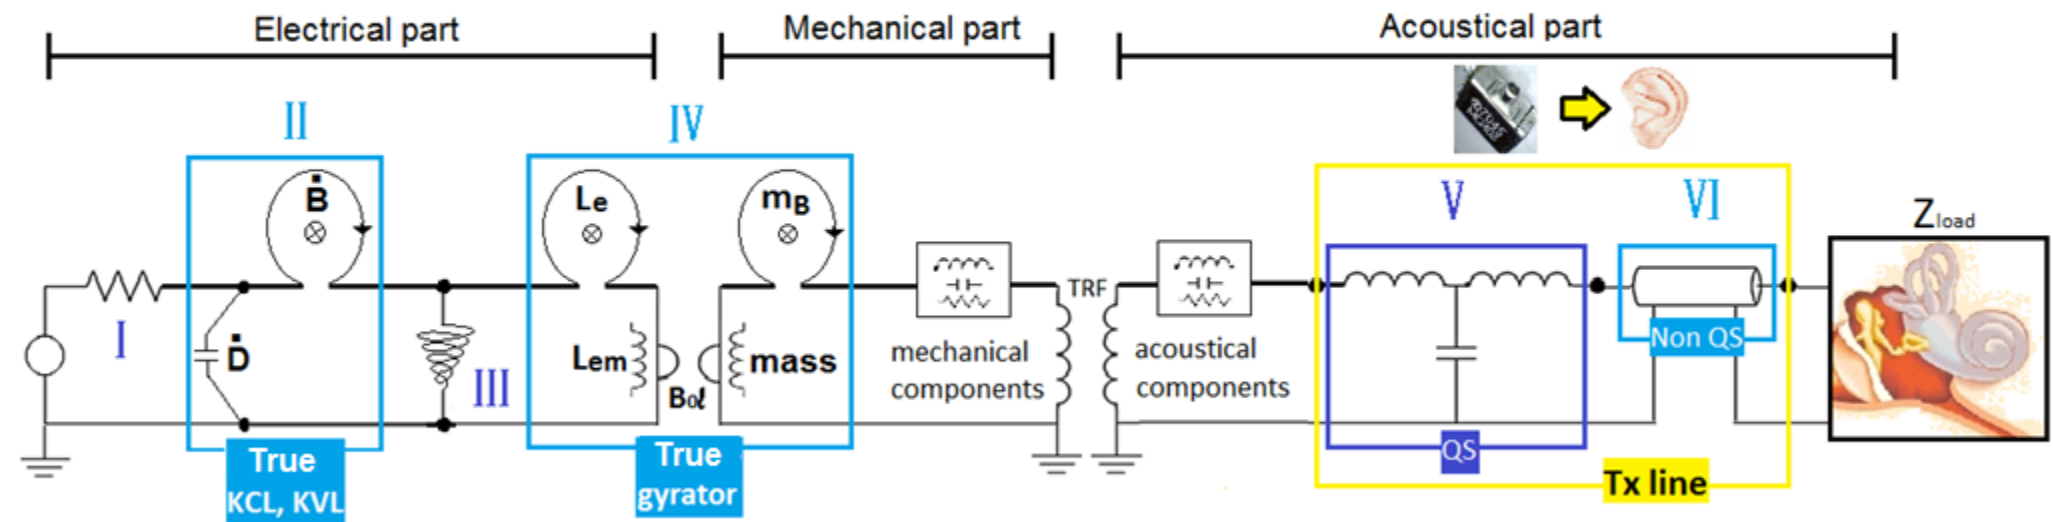 Electrical part
Mechanical part
Acoustical part
I
II
III
IV
V
VI
Ḃ
Ḋ
Le
Lem
B₀ℓ
mB
mass
mechanical
components
TRF
acoustical
components
Zload
True
KCL, KVL
True
gyrator
QS
Non QS
Tx line